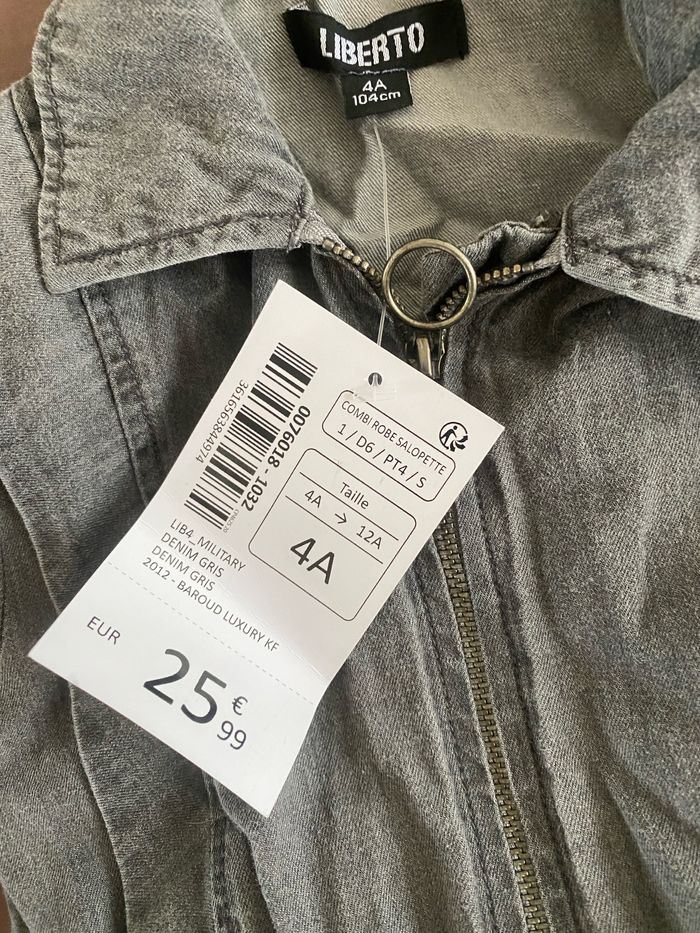 LIBERTO
4A
104cm
COMBI ROBE SALOPETTE
1 / D6 / PT4 / S
Taille
4A → 12A
4A
0076018 - 1032
3616563844974
LIB4_MILITARY
DENIM GRIS
DENIM GRIS
2012 - BAROUD LUXURY KF
EUR
25 €
99